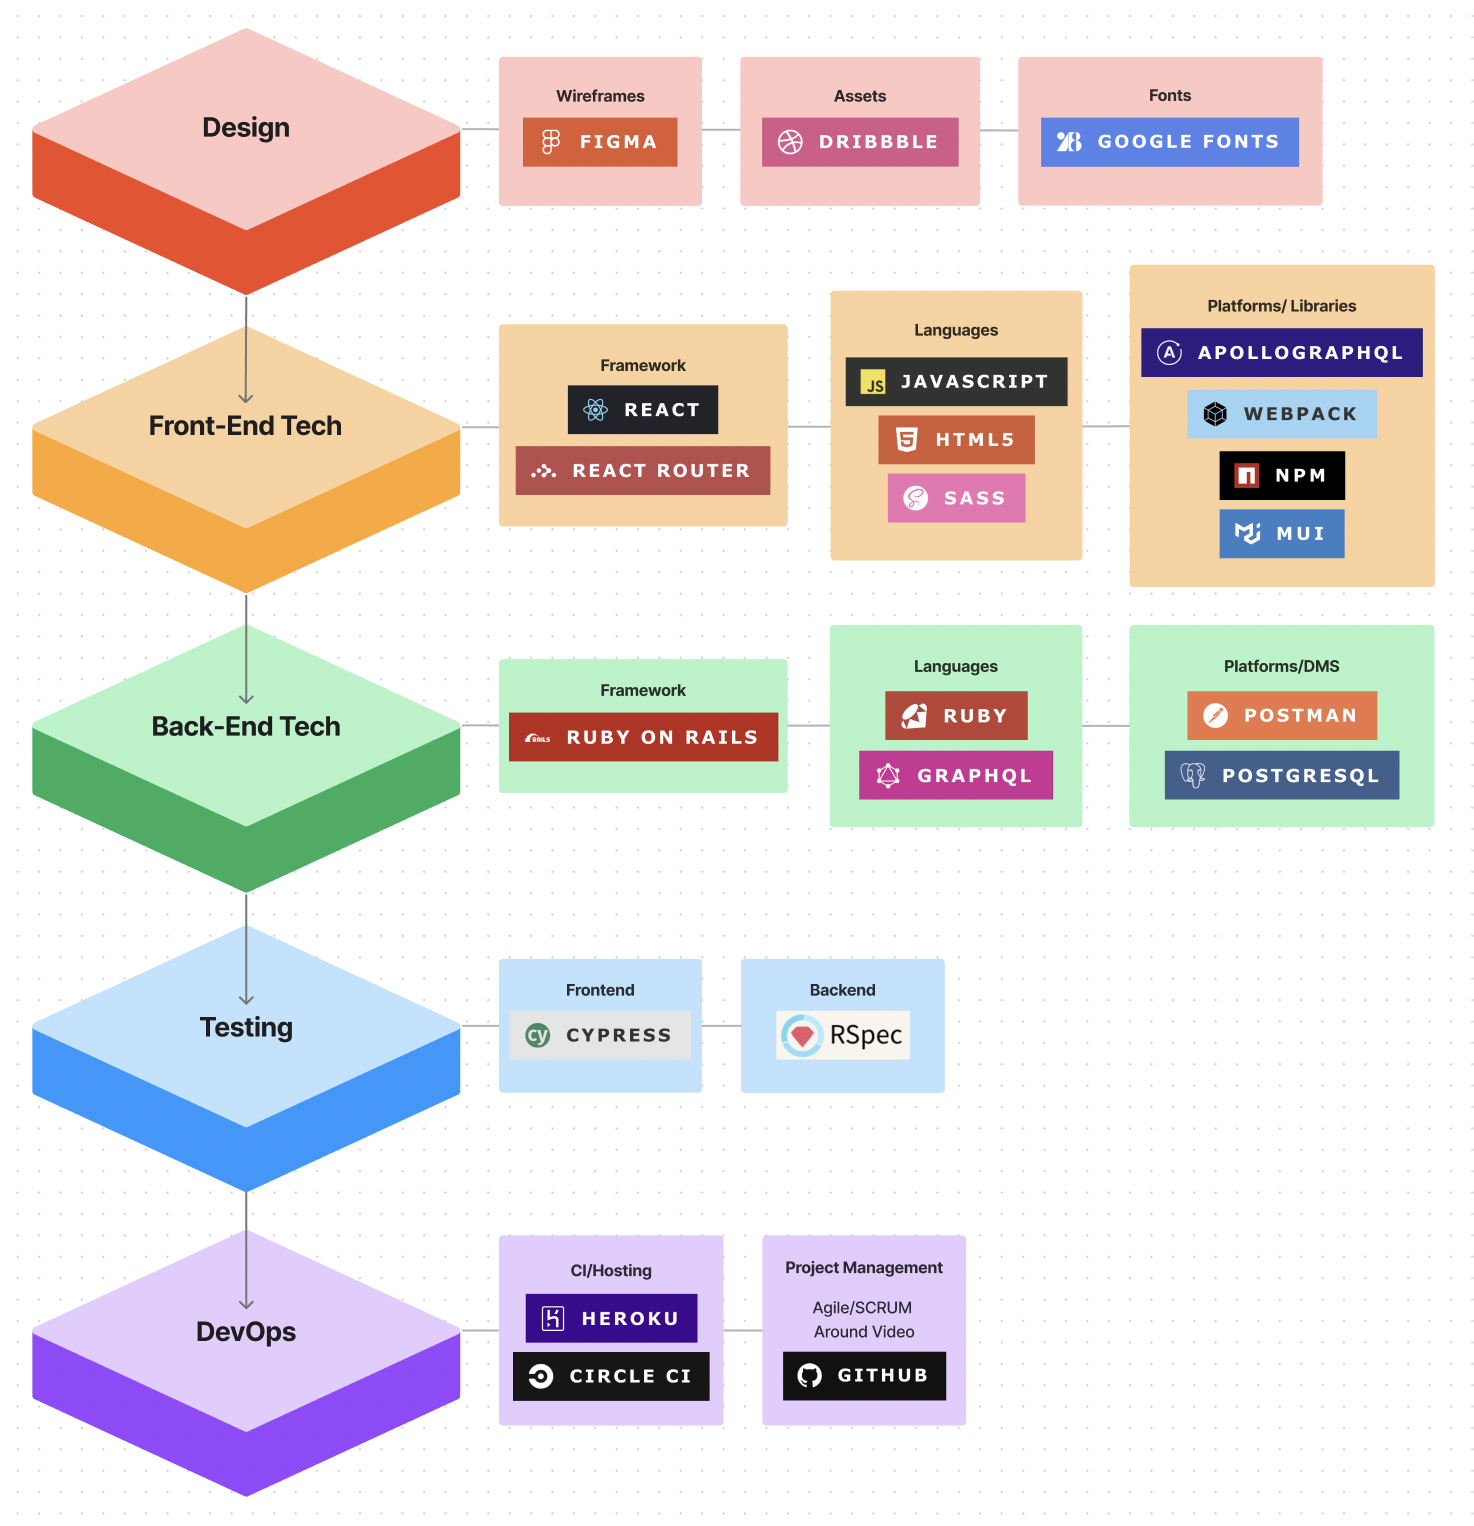 Design
Wireframes
FIGMA
Assets
DRIBBBLE
Fonts
GOOGLE FONTS
Front-End Tech
Framework
REACT
REACT ROUTER
Languages
JS JAVASCRIPT
HTML5
SASS
Platforms/ Libraries
A APOLLOGRAPHQL
WEBPACK
NPM
MUI
Back-End Tech
Framework
RAILS RUBY ON RAILS
Languages
RUBY
GRAPHQL
Platforms/DMS
POSTMAN
POSTGRESQL
Testing
Frontend
cy CYPRESS
Backend
RSpec
DevOps
CI/Hosting
HEROKU
CIRCLE CI
Project Management
Agile/SCRUM
Around Video
GITHUB